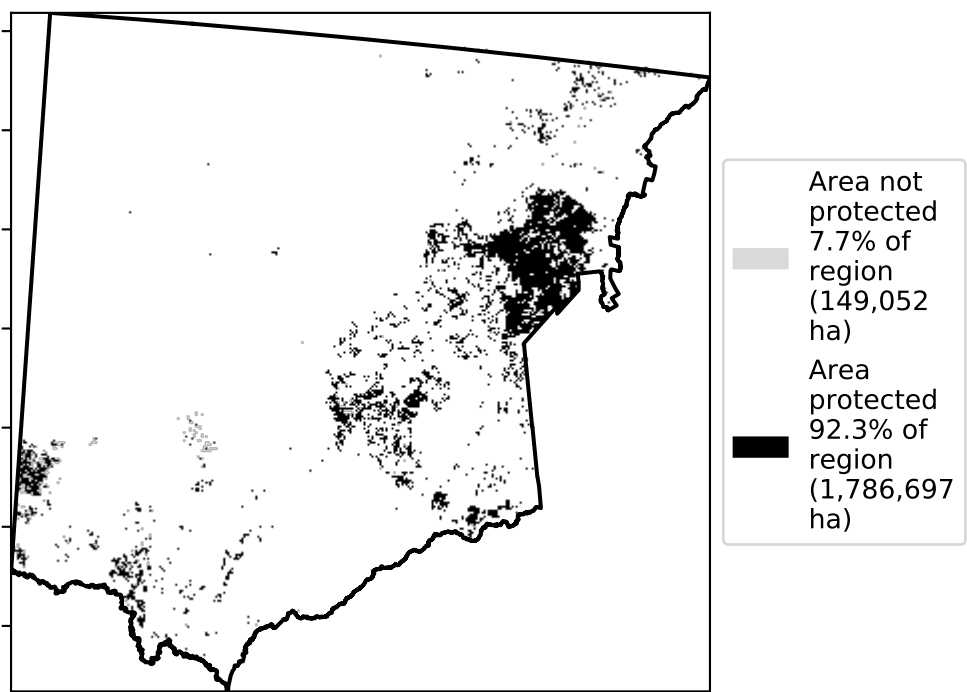 Area not
protected
7.7% of
region
(149,052
ha)
Area
protected
92.3% of
region
(1,786,697
ha)